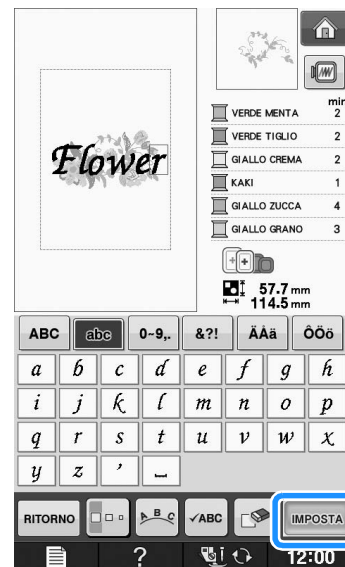 Flower
min
VERDE MENTA 2
VERDE TIGLIO 2
GIALLO CREMA 2
KAKI 1
GIALLO ZUCCA 4
GIALLO GRANO 3
57.7 mm
114.5 mm
ABC abc 0~9,. &?! ÄÅä ÔÖö
a b c d e f g h
i j k l m n o p
q r s t u v w x
y z ’ _
RITORNO ABC ✓ABC IMPOSTA
? 12:00